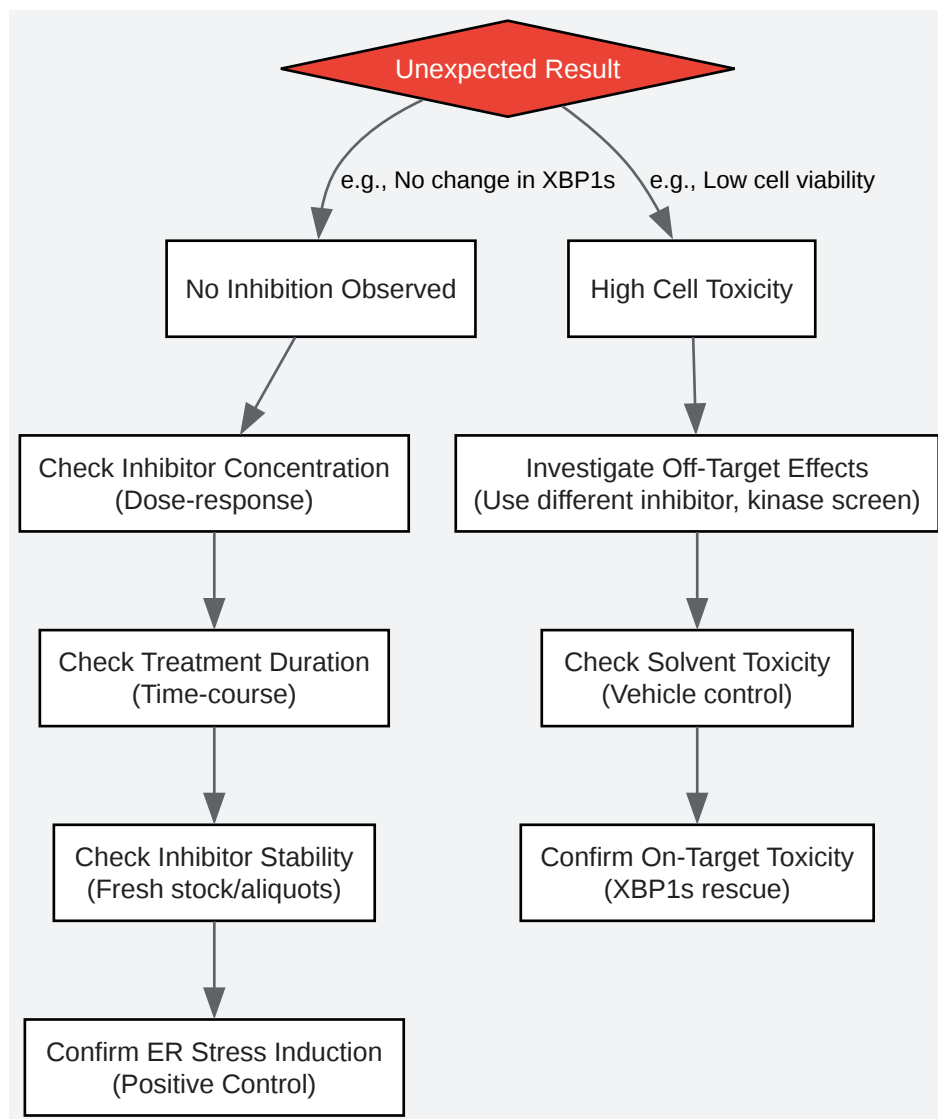 Unexpected Result
e.g., No change in XBP1s
e.g., Low cell viability
No Inhibition Observed
High Cell Toxicity
Check Inhibitor Concentration
(Dose-response)
Investigate Off-Target Effects
(Use different inhibitor, kinase screen)
Check Treatment Duration
(Time-course)
Check Solvent Toxicity
(Vehicle control)
Check Inhibitor Stability
(Fresh stock/aliquots)
Confirm On-Target Toxicity
(XBP1s rescue)
Confirm ER Stress Induction
(Positive Control)